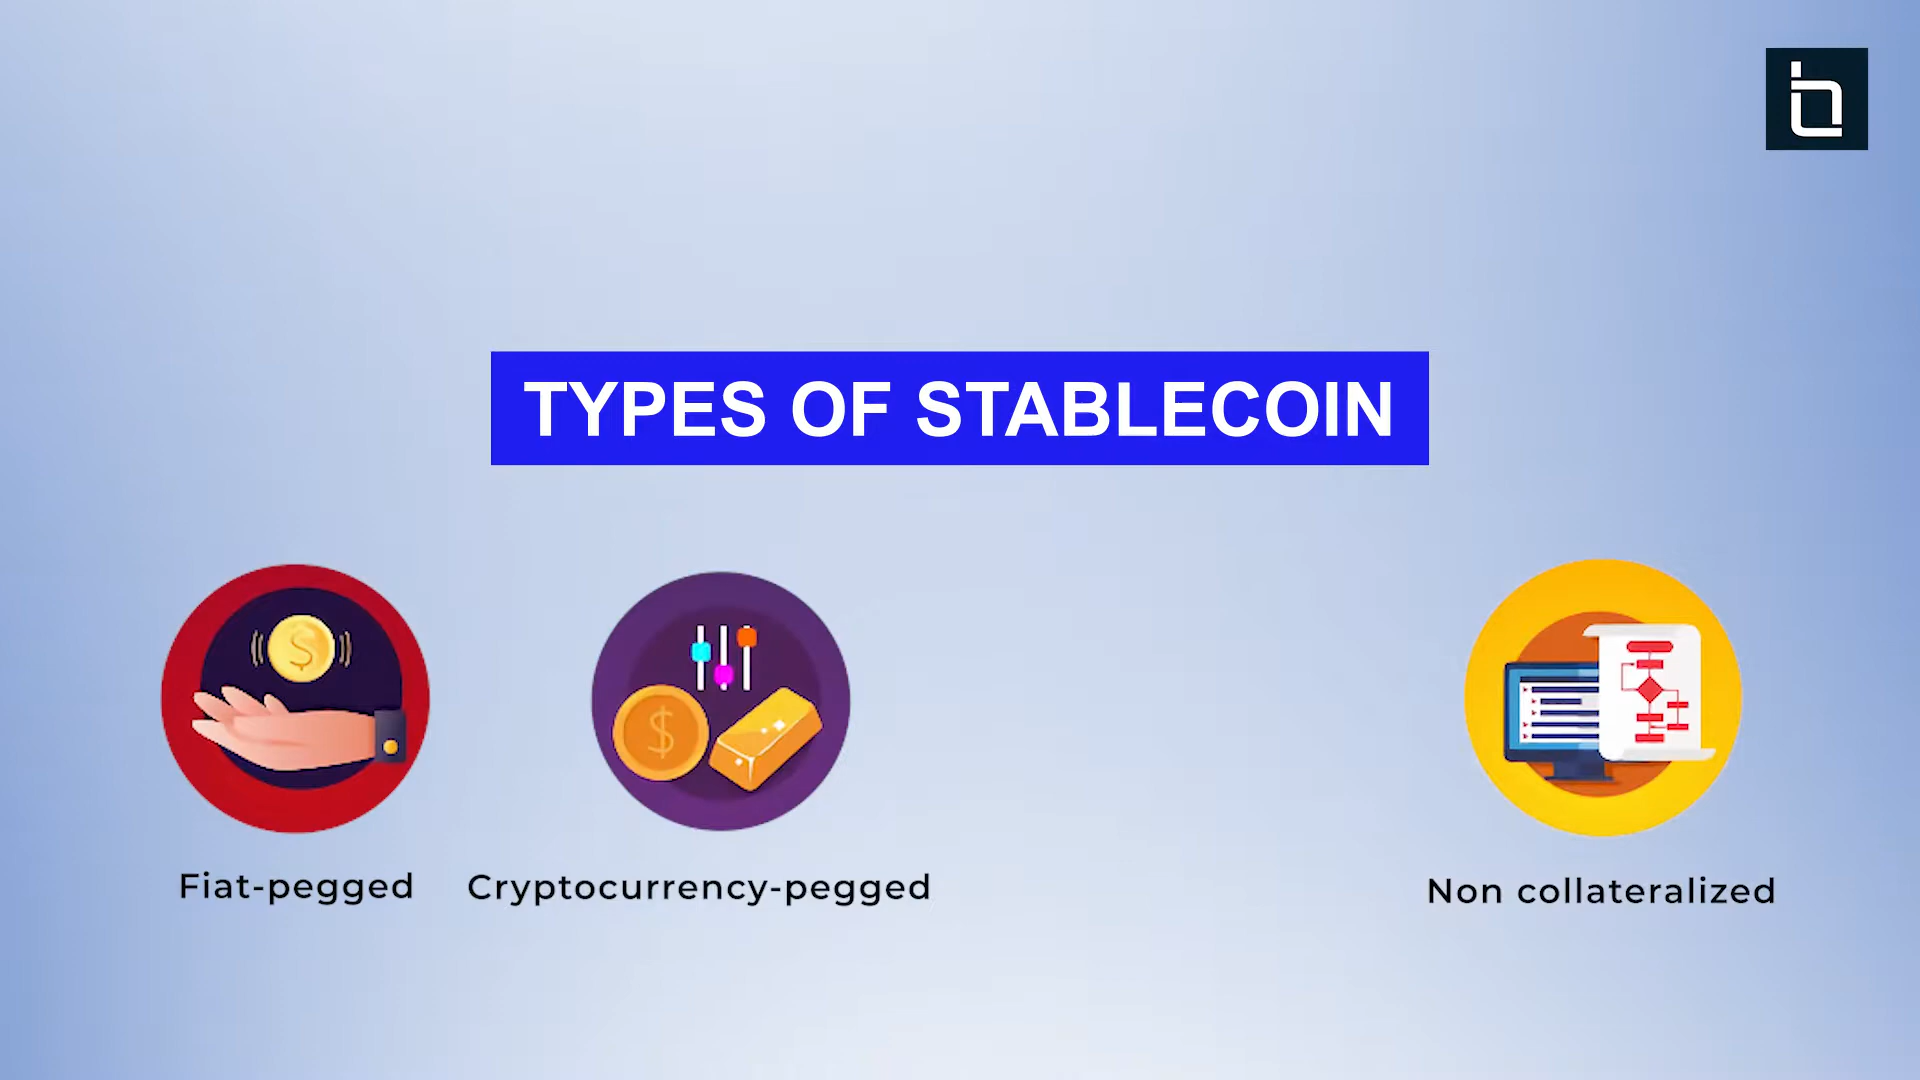 TYPES OF STABLECOIN
Fiat-pegged
Cryptocurrency-pegged
Non collateralized